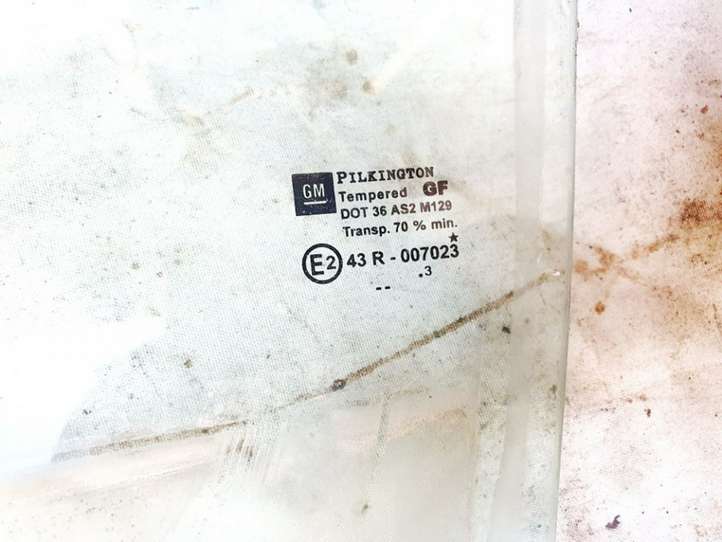 GM
PILKINGTON
Tempered GF
DOT 36 AS2 M129
Transp. 70 % min.
E2 43 R - 007023
-- .3